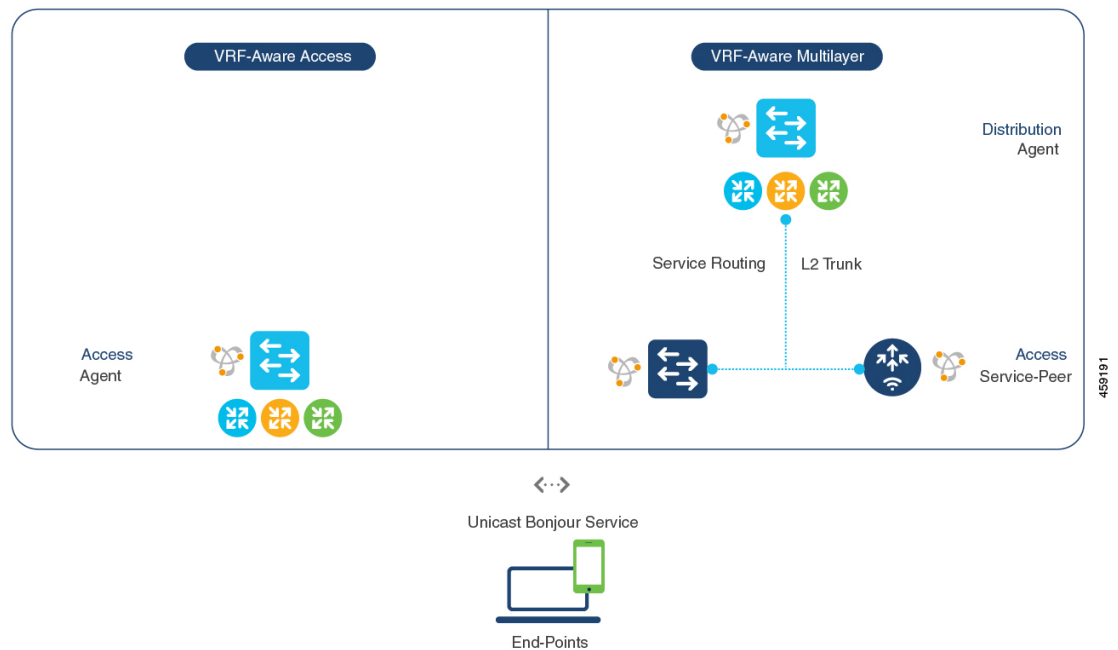 VRF-Aware Access
VRF-Aware Multilayer
Distribution
Agent
Service Routing
L2 Trunk
Access
Agent
Access
Service-Peer
459191
Unicast Bonjour Service
End-Points